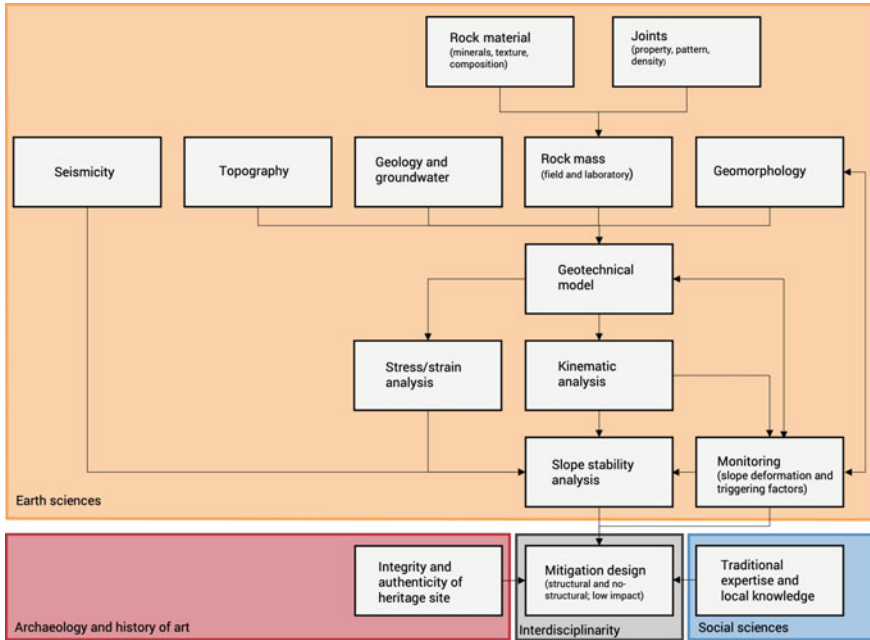 Rock material
(minerals, texture,
composition)
Joints
(property, pattern,
density)
Seismicity
Topography
Geology and
groundwater
Rock mass
(field and laboratory)
Geomorphology
Geotechnical
model
Stress/strain
analysis
Kinematic
analysis
Slope stability
analysis
Monitoring
(slope deformation and
triggering factors)
Earth sciences
Integrity and
authenticity of
heritage site
Mitigation design
(structural and no-
structural; low impact)
Traditional
expertise and
local knowledge
Archaeology and history of art
Interdisciplinarity
Social sciences